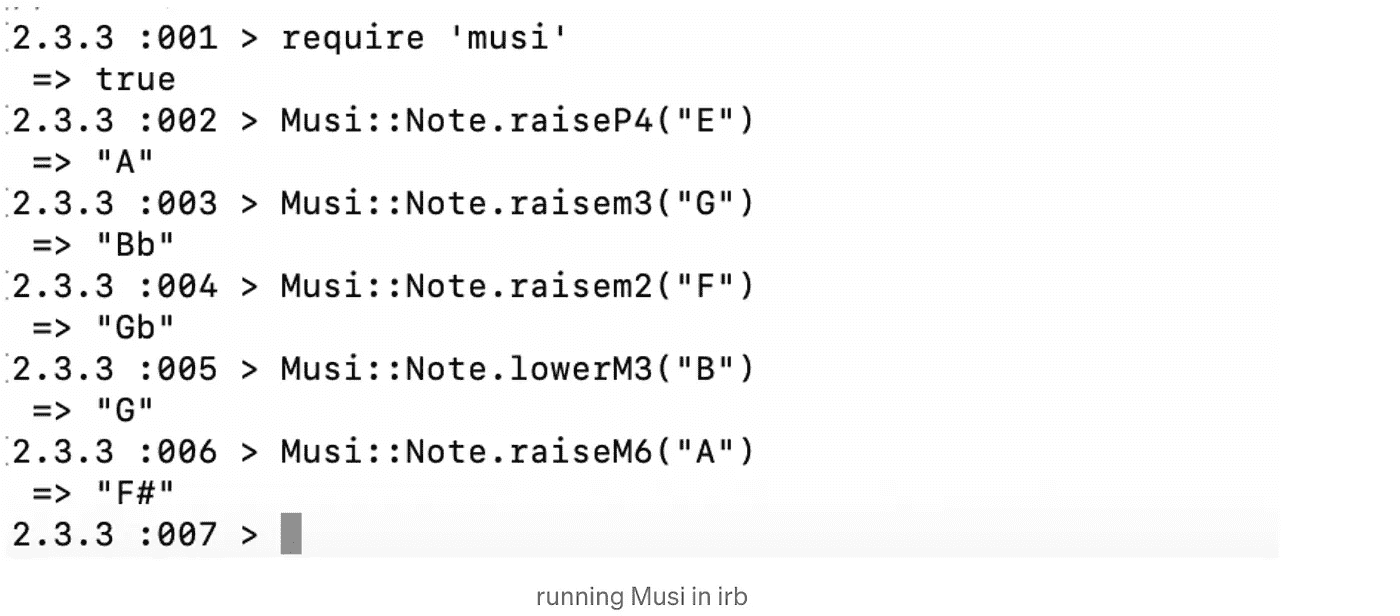 2.3.3 :001 > require 'musi'
=> true
2.3.3 :002 > Musi::Note.raiseP4("E")
=> "A"
2.3.3 :003 > Musi::Note.raisem3("G")
=> "Bb"
2.3.3 :004 > Musi::Note.raisem2("F")
=> "Gb"
2.3.3 :005 > Musi::Note.lowerM3("B")
=> "G"
2.3.3 :006 > Musi::Note.raiseM6("A")
=> "F#"
2.3.3 :007 >
running Musi in irb